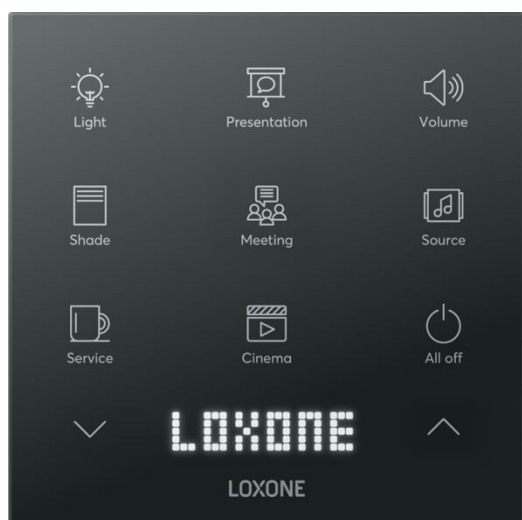 Light Presentation Volume
Shade Meeting Source
Service Cinema All off
LOXONE
LOXONE